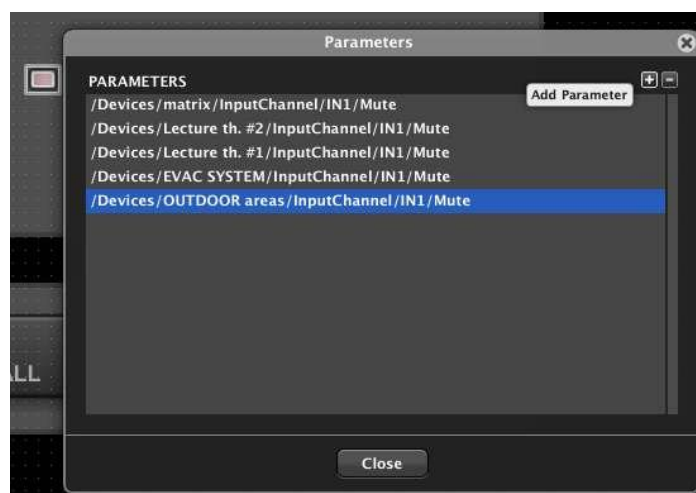 Parameters
PARAMETERS
Add Parameter
/Devices/matrix/InputChannel/IN1/Mute
/Devices/Lecture th. #2/InputChannel/IN1/Mute
/Devices/Lecture th. #1/InputChannel/IN1/Mute
/Devices/EVAC SYSTEM/InputChannel/IN1/Mute
/Devices/OUTDOOR areas/InputChannel/IN1/Mute
LL
Close